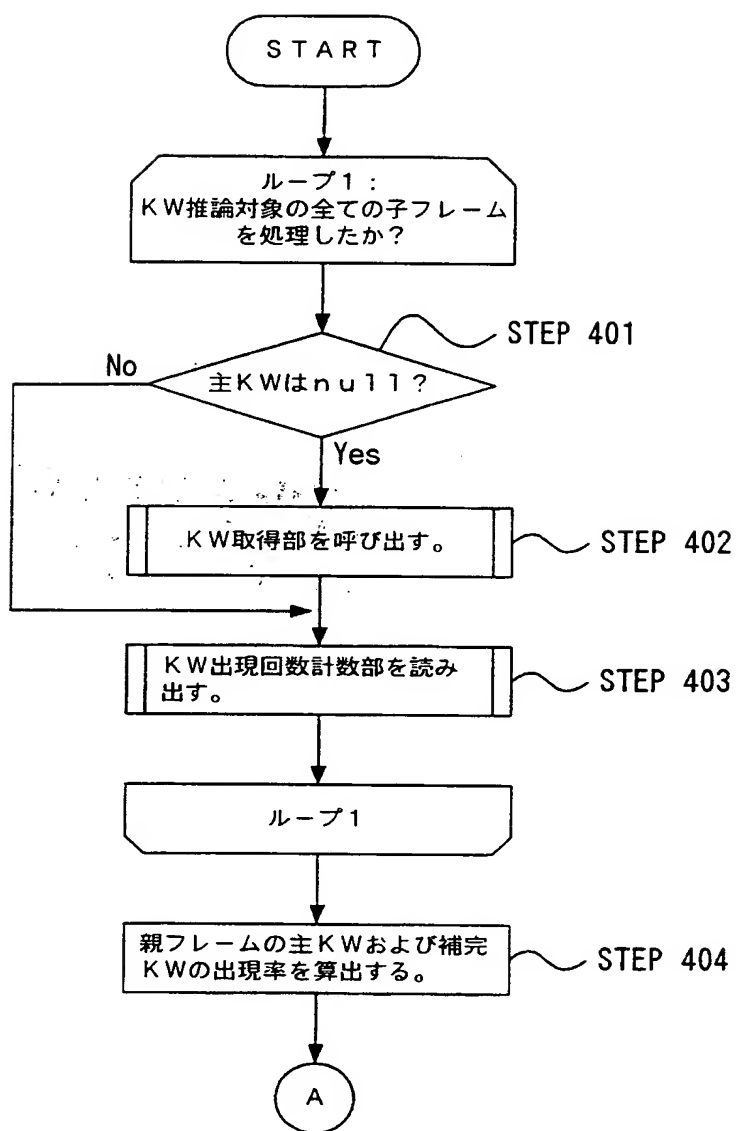 START
ループ1：
KW推論対象の全ての子フレーム
を処理したか？
STEP 401
No
主KWはnull？
Yes
KW取得部を呼び出す。
STEP 402
KW出現回数計数部を読み
出す。
STEP 403
ループ1
親フレームの主KWおよび補完
KWの出現率を算出する。
STEP 404
A